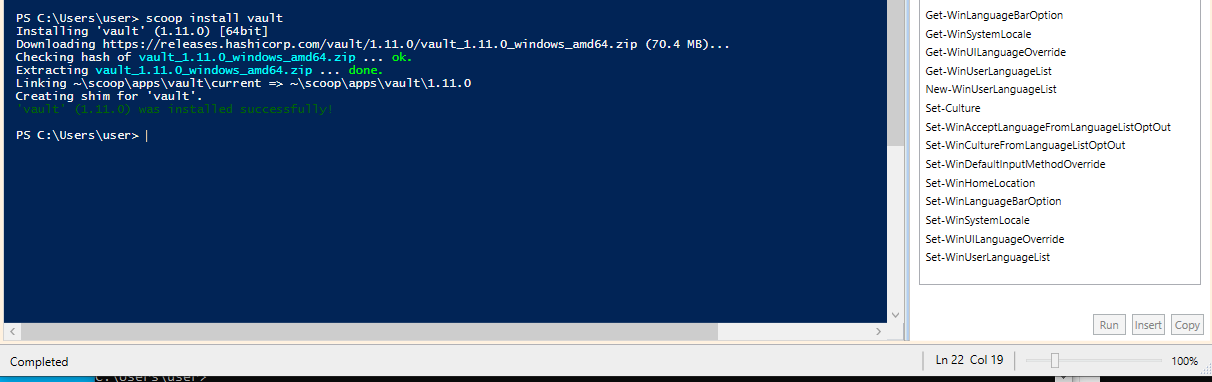 PS C:\Users\user> scoop install vault
Installing 'vault' (1.11.0) [64bit]
Downloading https://releases.hashicorp.com/vault/1.11.0/vault_1.11.0_windows_amd64.zip (70.4 MB)...
Checking hash of vault_1.11.0_windows_amd64.zip ... ok.
Extracting vault_1.11.0_windows_amd64.zip ... done.
Linking ~\scoop\apps\vault\current => ~\scoop\apps\vault\1.11.0
Creating shim for 'vault'.
'vault' (1.11.0) was installed successfully!
PS C:\Users\user>
Get-WinLanguageBarOption
Get-WinSystemLocale
Get-WinUILanguageOverride
Get-WinUserLanguageList
New-WinUserLanguageList
Set-Culture
Set-WinAcceptLanguageFromLanguageListOptOut
Set-WinCultureFromLanguageListOptOut
Set-WinDefaultInputMethodOverride
Set-WinHomeLocation
Set-WinLanguageBarOption
Set-WinSystemLocale
Set-WinUILanguageOverride
Set-WinUserLanguageList
Run Insert Copy
Completed
Ln 22 Col 19
100%
C:\Users\user>